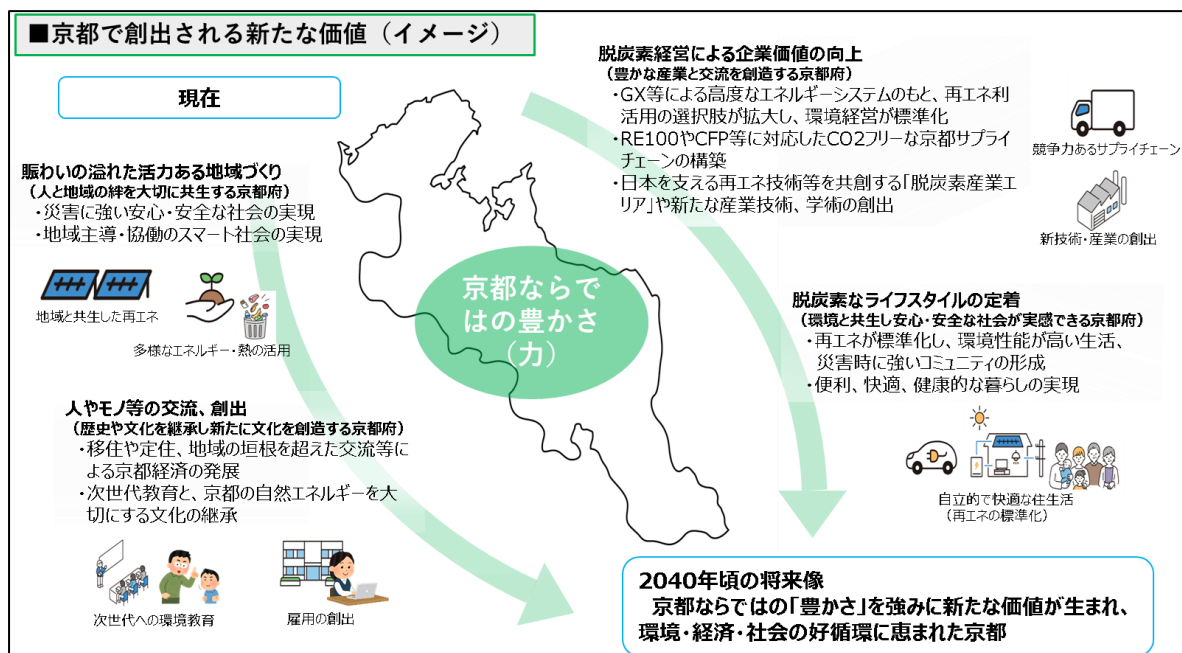 ■京都で創出される新たな価値（イメージ）
現在
賑わいの溢れた活力ある地域づくり
（人と地域の絆を大切に共生する京都府）
・災害に強い安心・安全な社会の実現
・地域主導・協働のスマート社会の実現
地域と共生した再エネ
多様なエネルギー・熱の活用
人やモノ等の交流、創出
（歴史や文化を継承し新たに文化を創造する京都府）
・移住や定住、地域の垣根を超えた交流等に
よる京都経済の発展
・次世代教育と、京都の自然エネルギーを大
切にする文化の継承
次世代への環境教育
雇用の創出
京都ならで
はの豊かさ
（力）
脱炭素経営による企業価値の向上
（豊かな産業と交流を創造する京都府）
・GX等による高度なエネルギーシステムのもと、再エネ利
活用の選択肢が拡大し、環境経営が標準化
・RE100やCFP等に対応したCO2フリーな京都サプライ
チェーンの構築
・日本を支える再エネ技術等を共創する「脱炭素産業エ
リア」や新たな産業技術、学術の創出
競争力あるサプライチェーン
新技術・産業の創出
脱炭素なライフスタイルの定着
（環境と共生し安心・安全な社会が実感できる京都府）
・再エネが標準化し、環境性能が高い生活、
災害時に強いコミュニティの形成
・便利、快適、健康的な暮らしの実現
自立的で快適な住生活
（再エネの標準化）
2040年頃の将来像
京都ならではの「豊かさ」を強みに新たな価値が生まれ、
環境・経済・社会の好循環に恵まれた京都